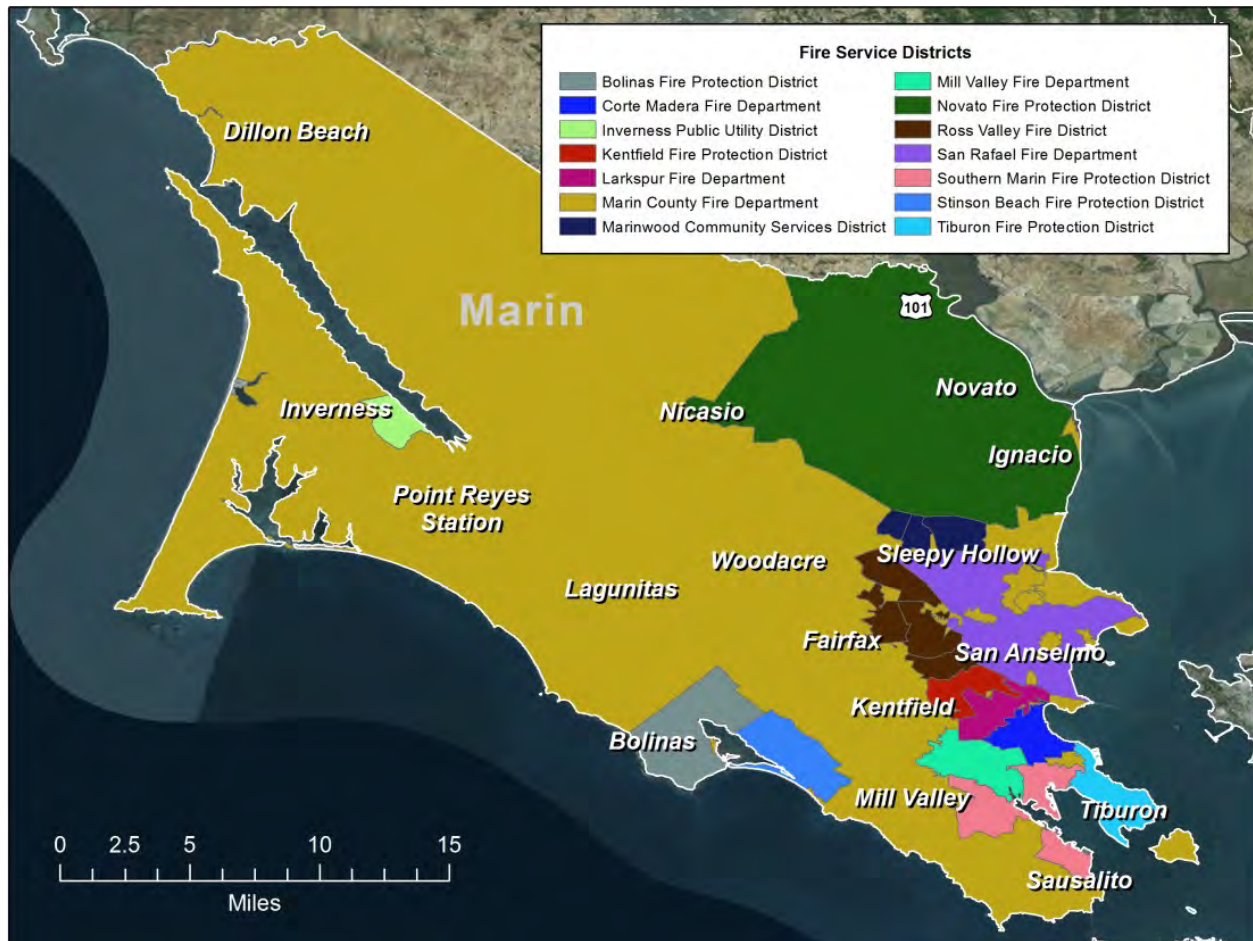 Fire Service Districts
Bolinas Fire Protection District
Corte Madera Fire Department
Inverness Public Utility District
Kentfield Fire Protection District
Larkspur Fire Department
Marin County Fire Department
Marinwood Community Services District
Mill Valley Fire Department
Novato Fire Protection District
Ross Valley Fire District
San Rafael Fire Department
Southern Marin Fire Protection District
Stinson Beach Fire Protection District
Tiburon Fire Protection District
Dillon Beach
Marin
101
Novato
Inverness
Nicasio
Ignacio
Point Reyes
Station
Woodacre
Sleepy Hollow
Lagunitas
Fairfax
San Anselmo
Kentfield
Bolinas
Mill Valley
Tiburon
Sausalito
0 2.5 5 10 15
Miles